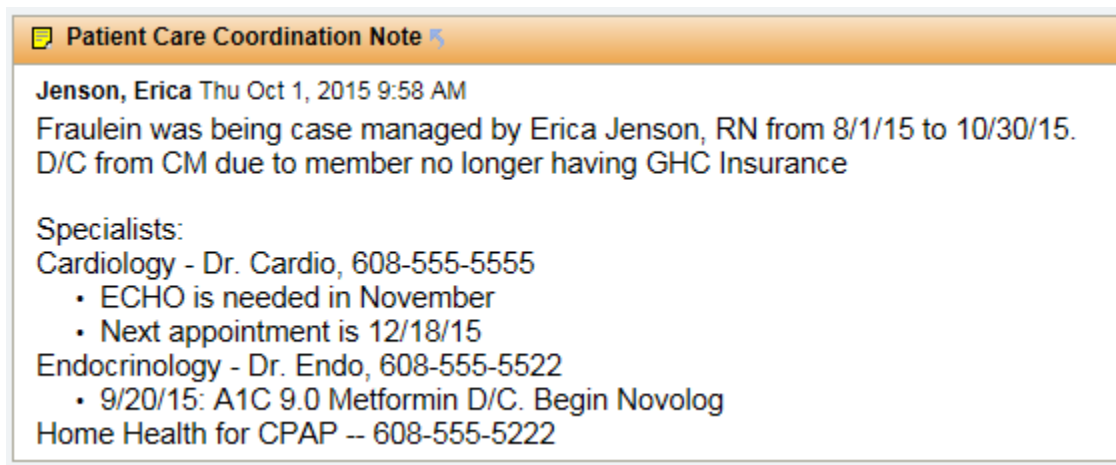 Patient Care Coordination Note
Jenson, Erica Thu Oct 1, 2015 9:58 AM
Fraulein was being case managed by Erica Jenson, RN from 8/1/15 to 10/30/15.
D/C from CM due to member no longer having GHC Insurance
Specialists:
Cardiology - Dr. Cardio, 608-555-5555
• ECHO is needed in November
• Next appointment is 12/18/15
Endocrinology - Dr. Endo, 608-555-5522
• 9/20/15: A1C 9.0 Metformin D/C. Begin Novolog
Home Health for CPAP -- 608-555-5222